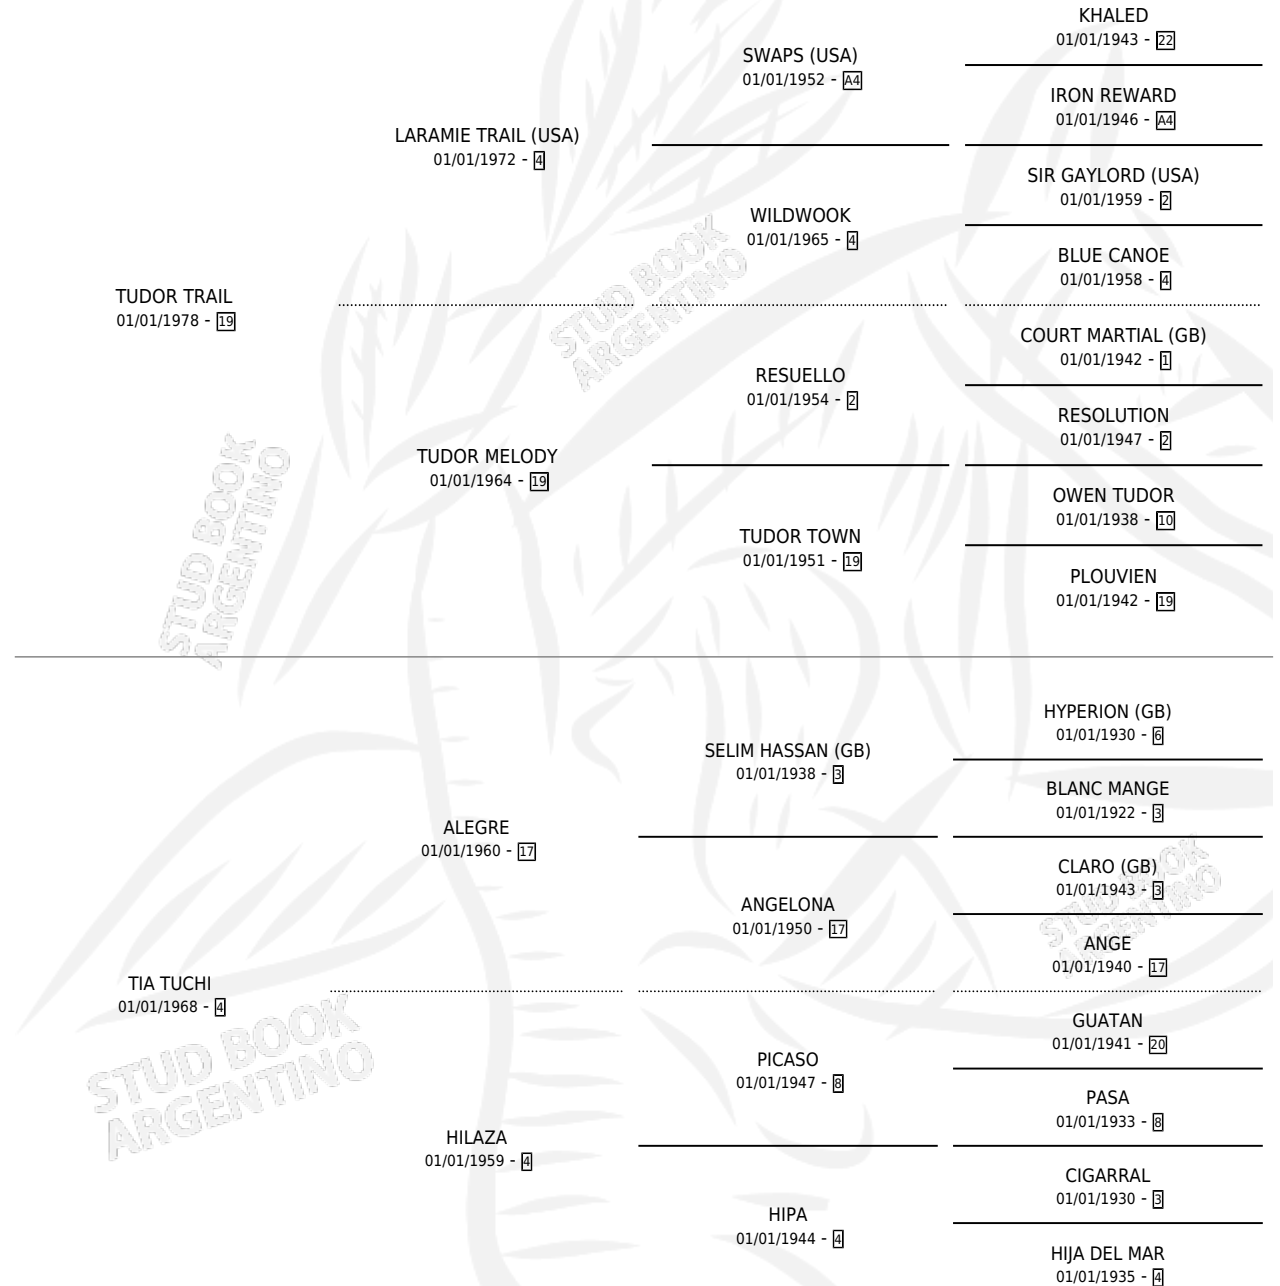 KHALED
01/01/1943 - 22
SWAPS (USA)
01/01/1952 - A4
IRON REWARD
01/01/1946 - A4
LARAMIE TRAIL (USA)
01/01/1972 - 4
SIR GAYLORD (USA)
01/01/1959 - 2
WILDWOOK
01/01/1965 - 4
BLUE CANOE
01/01/1958 - 4
TUDOR TRAIL
01/01/1978 - 19
STUD BOOK
ARGENTINO
COURT MARTIAL (GB)
01/01/1942 - 1
RESUELLO
01/01/1954 - 2
RESOLUTION
01/01/1947 - 2
TUDOR MELODY
01/01/1964 - 19
OWEN TUDOR
01/01/1938 - 10
TUDOR TOWN
01/01/1951 - 19
PLOUVIEN
01/01/1942 - 19
STUD BOOK
ARGENTINO
HYPERION (GB)
01/01/1930 - 6
SELIM HASSAN (GB)
01/01/1938 - 3
BLANC MANGE
01/01/1922 - 3
ALEGRE
01/01/1960 - 17
CLARO (GB)
01/01/1943 - 3
ANGELONA
01/01/1950 - 17
ANGE
01/01/1940 - 17
STUD BOOK
ARGENTINO
TIA TUCHI
01/01/1968 - 4
GUATAN
01/01/1941 - 20
PICASO
01/01/1947 - 8
PASA
01/01/1933 - 8
STUD BOOK
ARGENTINO
HILAZA
01/01/1959 - 4
CIGARRAL
01/01/1930 - 3
HIPA
01/01/1944 - 4
HIJA DEL MAR
01/01/1935 - 4